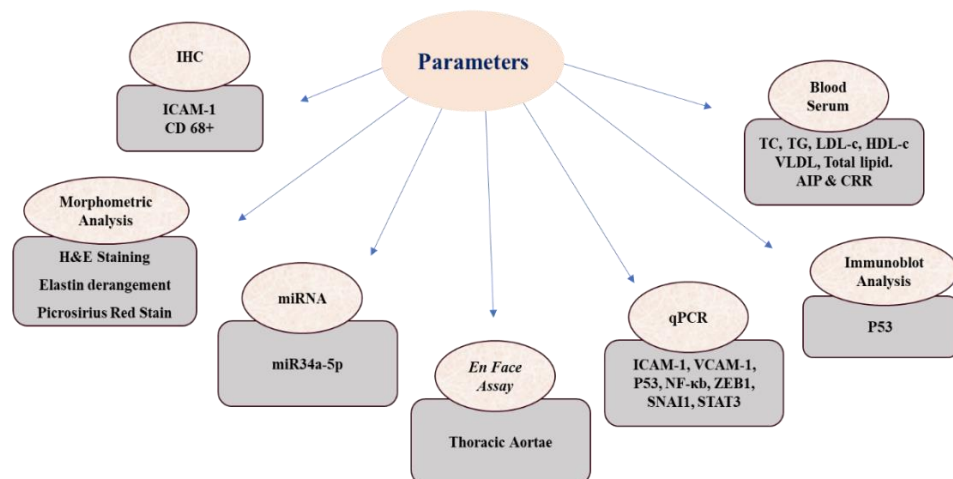 Parameters
IHC
ICAM-1
CD 68+
Morphometric
Analysis
H&E Staining
Elastin derangement
Picrosirius Red Stain
miRNA
miR34a-5p
En Face
Assay
Thoracic Aortae
qPCR
ICAM-1, VCAM-1,
P53, NF-κb, ZEB1,
SNAI1, STAT3
Immunoblot
Analysis
P53
Blood
Serum
TC, TG, LDL-c, HDL-c
VLDL, Total lipid.
AIP & CRR